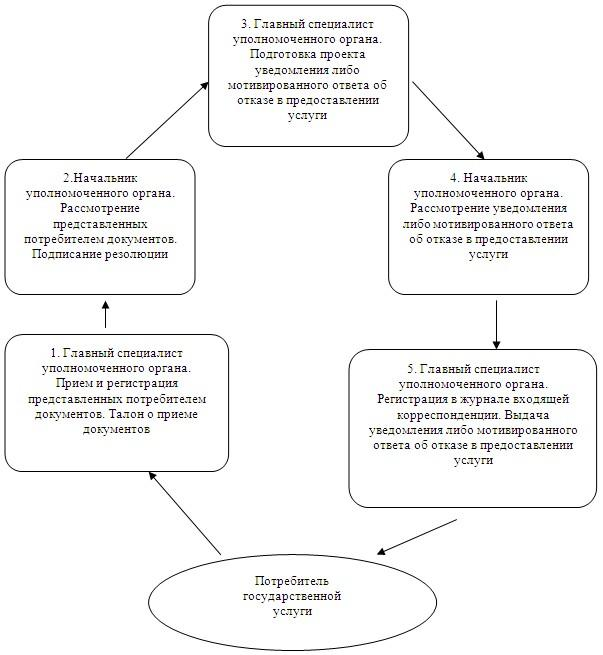 3. Главный специалист
уполномоченного органа.
Подготовка проекта
уведомления либо
мотивированного ответа об
отказе в предоставлении
услуги
2.Начальник
уполномоченного органа.
Рассмотрение
представленных
потребителем документов.
Подписание резолюции
4. Начальник
уполномоченного органа.
Рассмотрение уведомления
либо мотивированного ответа
об отказе в предоставлении
услуги
1. Главный специалист
уполномоченного органа.
Прием и регистрация
представленных потребителем
документов. Талон о приеме
документов
5. Главный специалист
уполномоченного органа.
Регистрация в журнале входящей
корреспонденции. Выдача
уведомления либо мотивированного
ответа об отказе в предоставлении
услуги
Потребитель
государственной
услуги